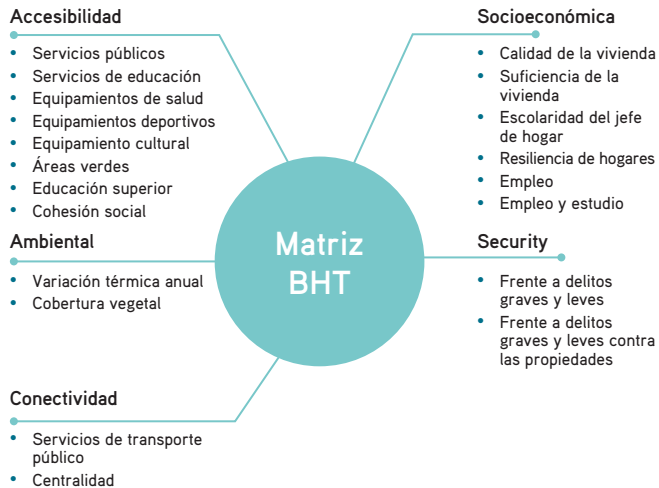 Accesibilidad
• Servicios públicos
• Servicios de educación
• Equipamientos de salud
• Equipamientos deportivos
• Equipamiento cultural
• Áreas verdes
• Educación superior
• Cohesión social
Ambiental
• Variación térmica anual
• Cobertura vegetal
Conectividad
• Servicios de transporte
público
• Centralidad
Matriz
BHT
Socioeconómica
• Calidad de la vivienda
• Suficiencia de la
vivienda
• Escolaridad del jefe
de hogar
• Resiliencia de hogares
• Empleo
• Empleo y estudio
Security
• Frente a delitos
graves y leves
• Frente a delitos
graves y leves contra
las propiedades